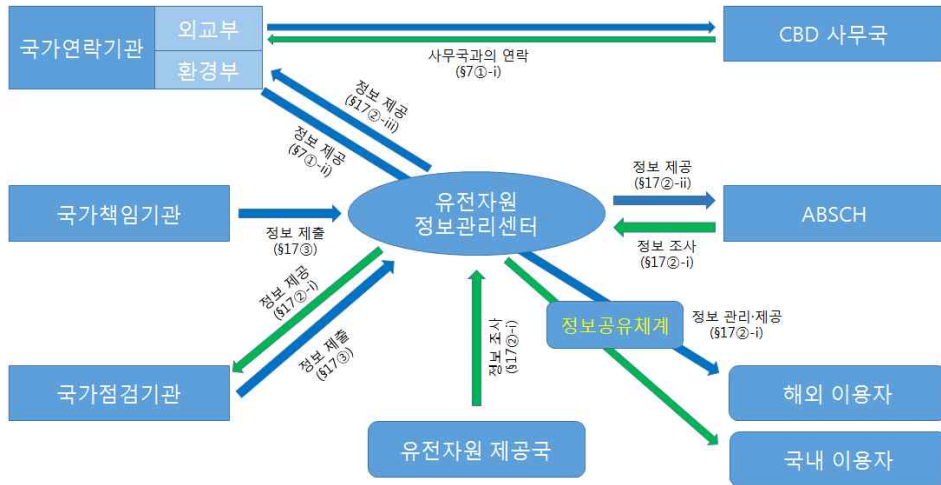 국가연락기관
외교부
환경부
CBD 사무국
사무국과의 연락
(§7①-i)
정보 제공
(§17②-iii)
정보 제공
(§7①-ii)
국가책임기관
정보 제출
(§17③)
유전자원
정보관리센터
정보 제공
(§17②-ii)
ABSCH
정보 조사
(§17②-i)
정보 제공
(§17②-i)
정보 제출
(§17③)
정보 조사
(§17②-i)
정보공유체계
정보 관리·제공
(§17②-i)
국가점검기관
해외 이용자
유전자원 제공국
국내 이용자